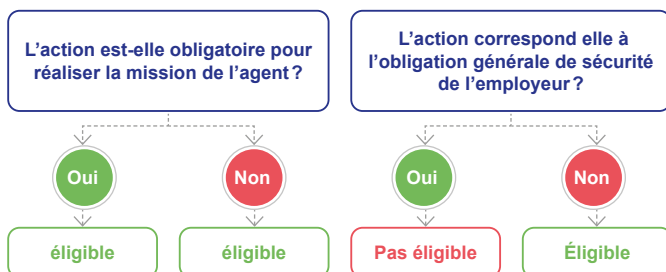 L’action est-elle obligatoire pour
réaliser la mission de l’agent ?
L’action correspond elle à
l’obligation générale de sécurité
de l’employeur ?
Oui
Non
Oui
Non
éligible
éligible
Pas éligible
Éligible